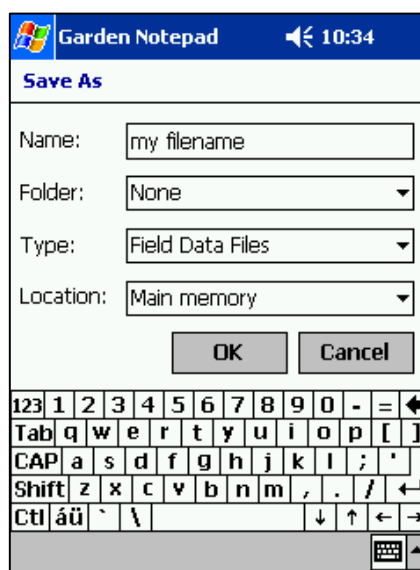 Garden Notepad 10:34
Save As
Name: my filename
Folder: None
Type: Field Data Files
Location: Main memory
OK Cancel
123 1 2 3 4 5 6 7 8 9 0 - = ←
Tab q w e r t y u i o p [ ]
CAP a s d f g h j k l ; '
Shift z x c v b n m , . / ↵
Ctl áü ` \ ↓ ↑ ← →